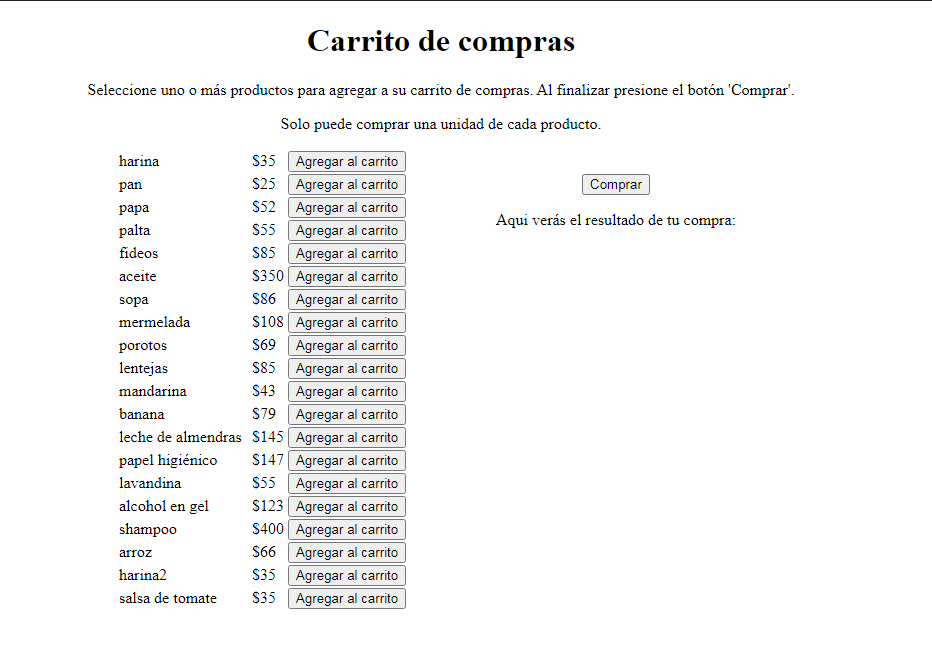 Carrito de compras
Seleccione uno o más productos para agregar a su carrito de compras. Al finalizar presione el botón 'Comprar'.
Solo puede comprar una unidad de cada producto.
harina $35 Agregar al carrito
pan $25 Agregar al carrito
papa $52 Agregar al carrito
palta $55 Agregar al carrito
fideos $85 Agregar al carrito
aceite $350 Agregar al carrito
sopa $86 Agregar al carrito
mermelada $108 Agregar al carrito
porotos $69 Agregar al carrito
lentejas $85 Agregar al carrito
mandarina $43 Agregar al carrito
banana $79 Agregar al carrito
leche de almendras $145 Agregar al carrito
papel higiénico $147 Agregar al carrito
lavandina $55 Agregar al carrito
alcohol en gel $123 Agregar al carrito
shampoo $400 Agregar al carrito
arroz $66 Agregar al carrito
harina2 $35 Agregar al carrito
salsa de tomate $35 Agregar al carrito
Comprar
Aqui verás el resultado de tu compra: